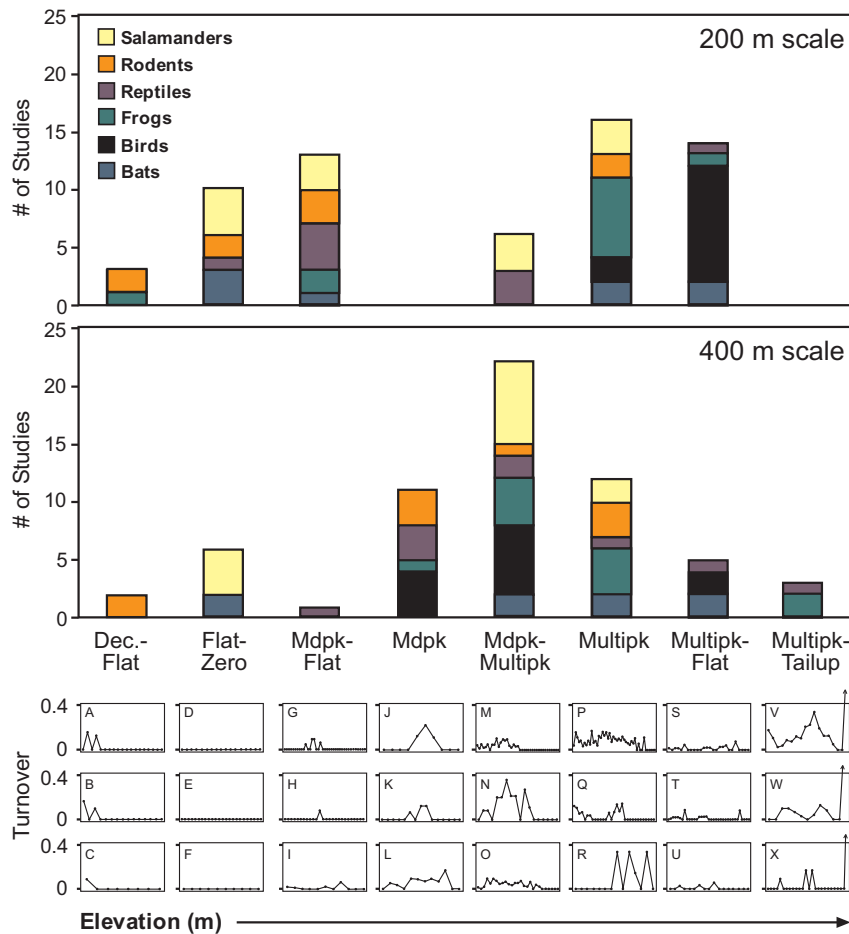 25
20
15
10
5
0
# of Studies
200 m scale
Salamanders
Rodents
Reptiles
Frogs
Birds
Bats
25
20
15
10
5
0
# of Studies
400 m scale
Dec.-
Flat
Flat-
Zero
Mdpk-
Flat
Mdpk
Mdpk-
Multipk
Multipk
Multipk-
Flat
Multipk-
Tailup
Turnover
0.4
0
A D G J M P S V
0.4
0
B E H K N Q T W
0.4
0
C F I L O R U X
Elevation (m)